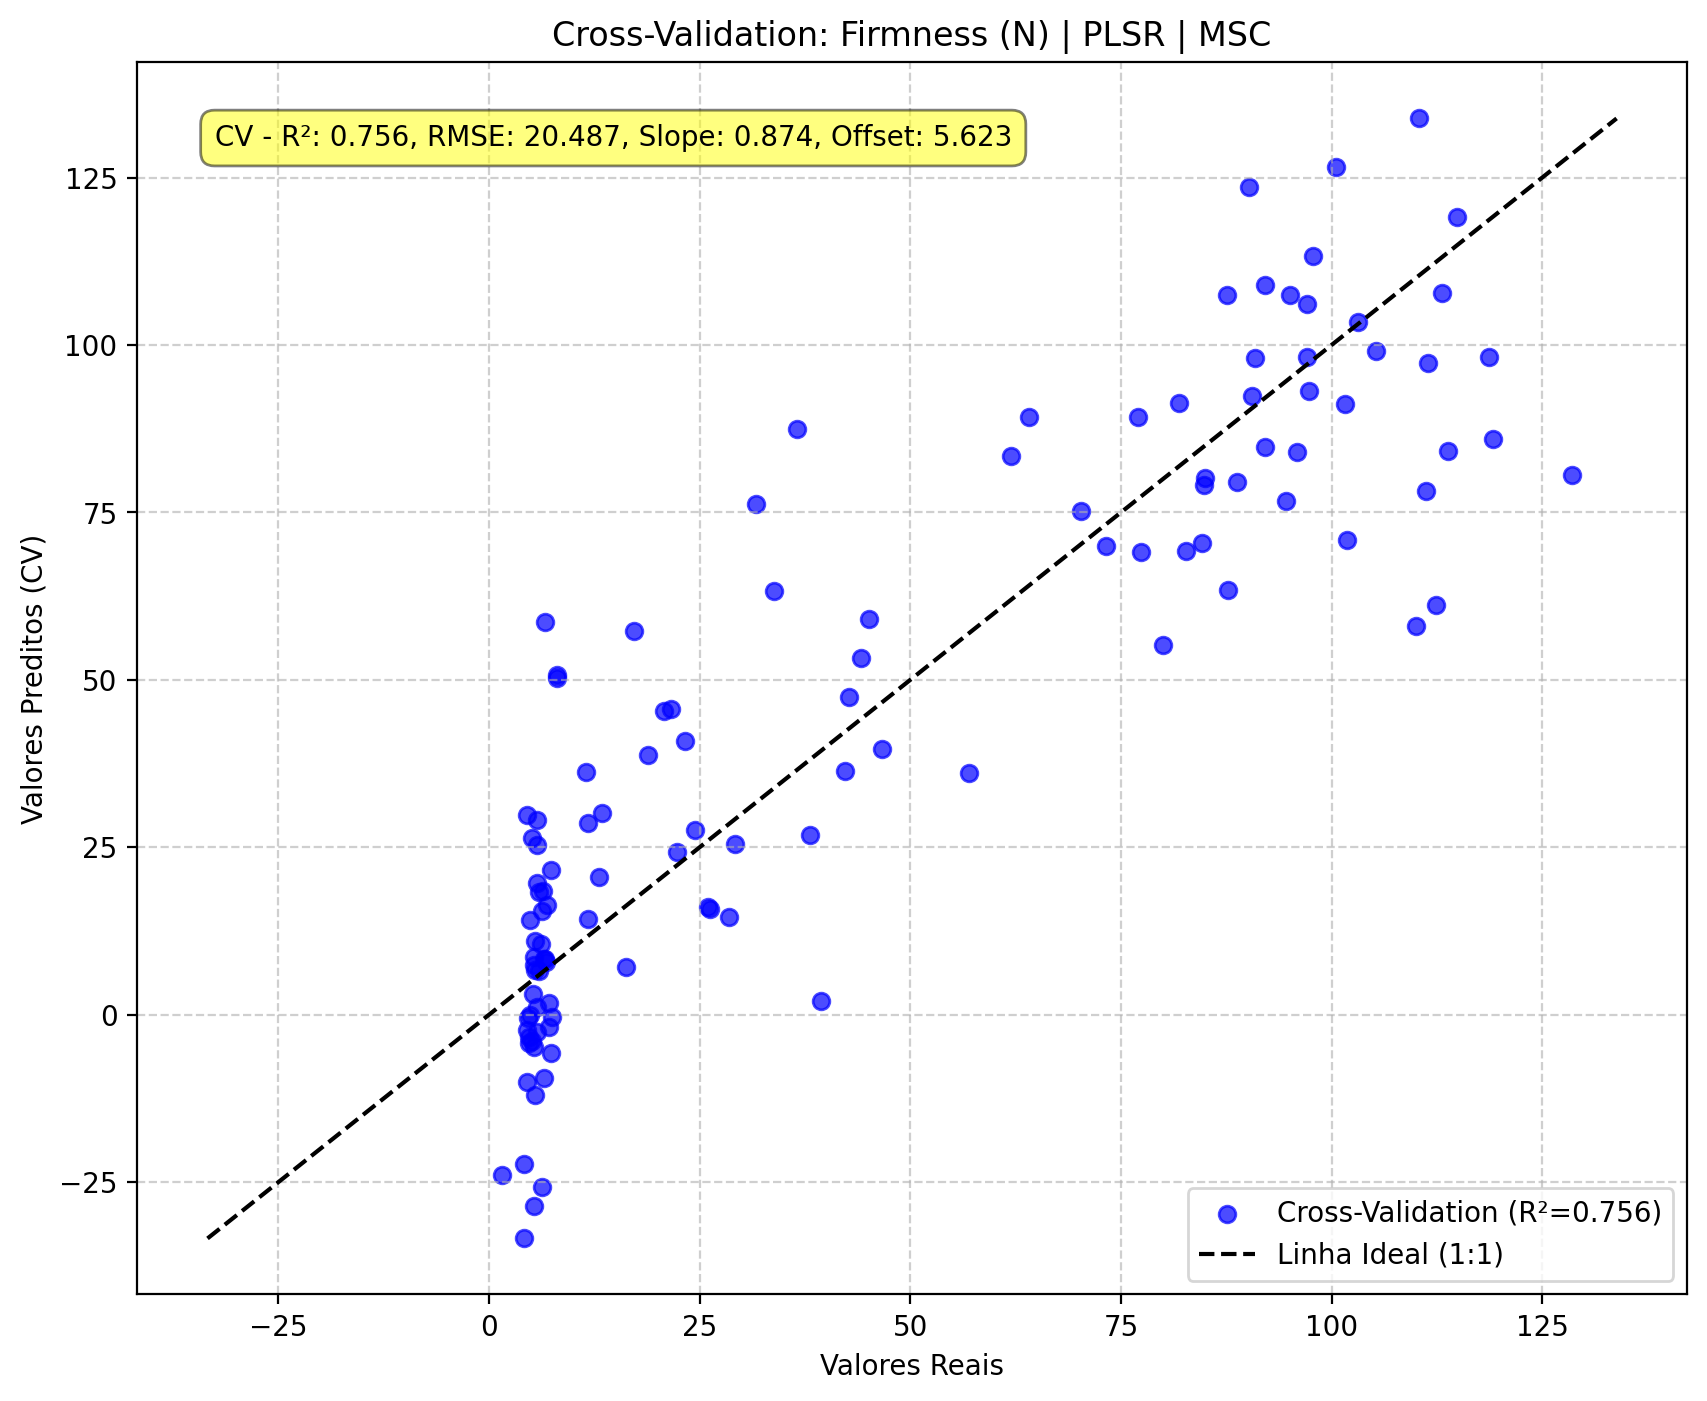 Cross-Validation: Firmness (N) | PLSR | MSC
CV - R²: 0.756, RMSE: 20.487, Slope: 0.874, Offset: 5.623
Valores Preditos (CV)
125
100
75
50
25
0
−25
−25
0
25
50
75
100
125
Valores Reais
Cross-Validation (R²=0.756)
Linha Ideal (1:1)